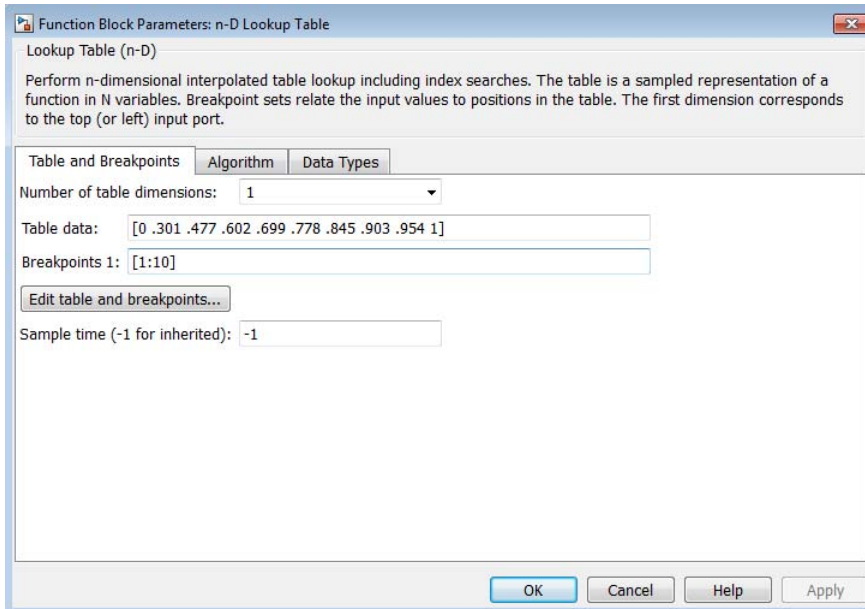 Function Block Parameters: n-D Lookup Table
Lookup Table (n-D)
Perform n-dimensional interpolated table lookup including index searches. The table is a sampled representation of a
function in N variables. Breakpoint sets relate the input values to positions in the table. The first dimension corresponds
to the top (or left) input port.
Table and Breakpoints Algorithm Data Types
Number of table dimensions: 1
Table data: [0 .301 .477 .602 .699 .778 .845 .903 .954 1]
Breakpoints 1: [1:10]
Edit table and breakpoints...
Sample time (-1 for inherited): -1
OK Cancel Help Apply